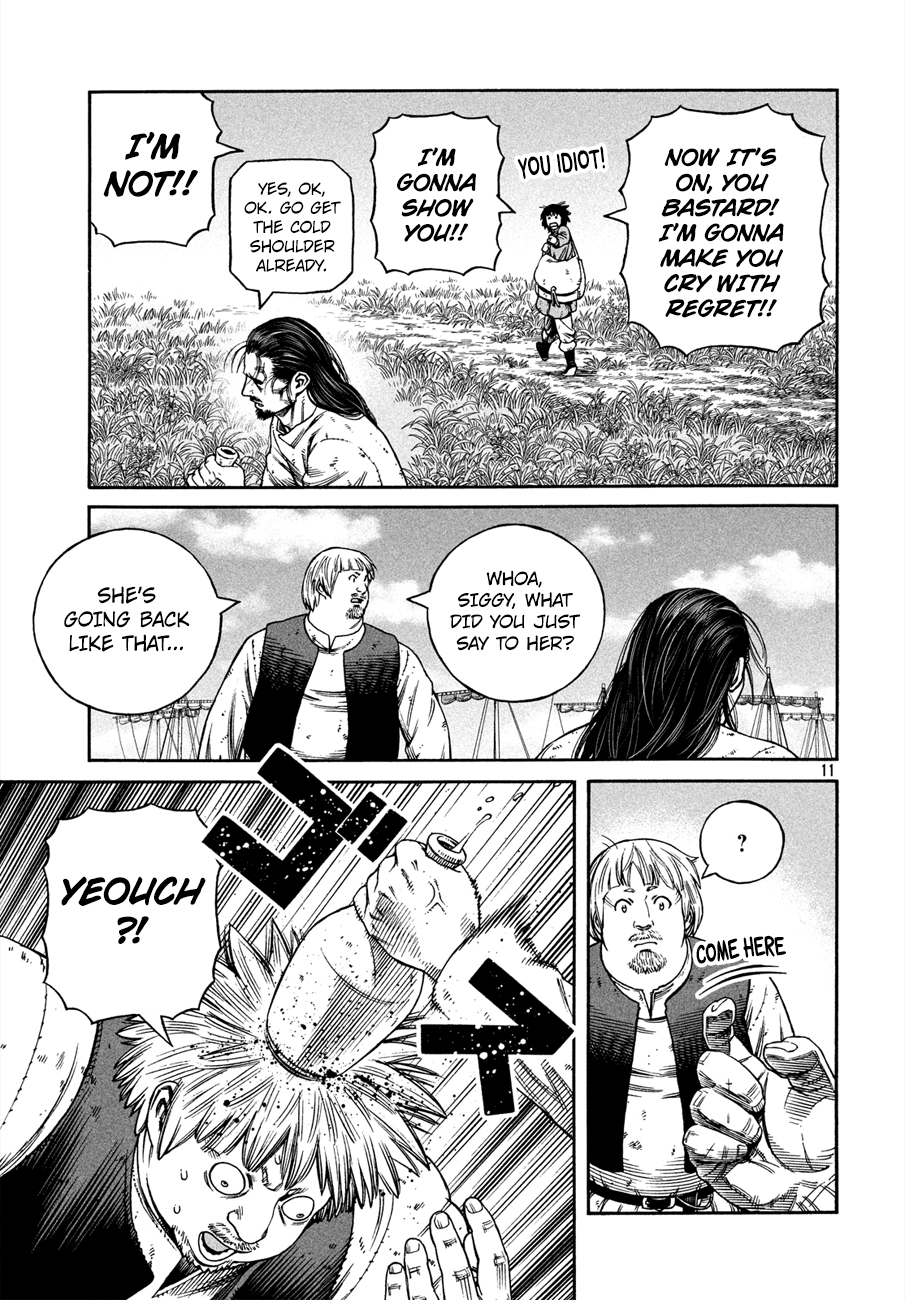 NOW IT'S
ON, YOU
BASTARD!
I'M GONNA
MAKE YOU
CRY WITH
REGRET!!
YOU IDIOT!
I'M
GONNA
SHOW
YOU!!
YES, OK,
OK. GO GET
THE COLD
SHOULDER
ALREADY.
I'M
NOT!!
WHOA,
SIGGY, WHAT
DID YOU JUST
SAY TO HER?
SHE'S
GOING BACK
LIKE THAT...
11
?
COME HERE
YEOUCH
?!